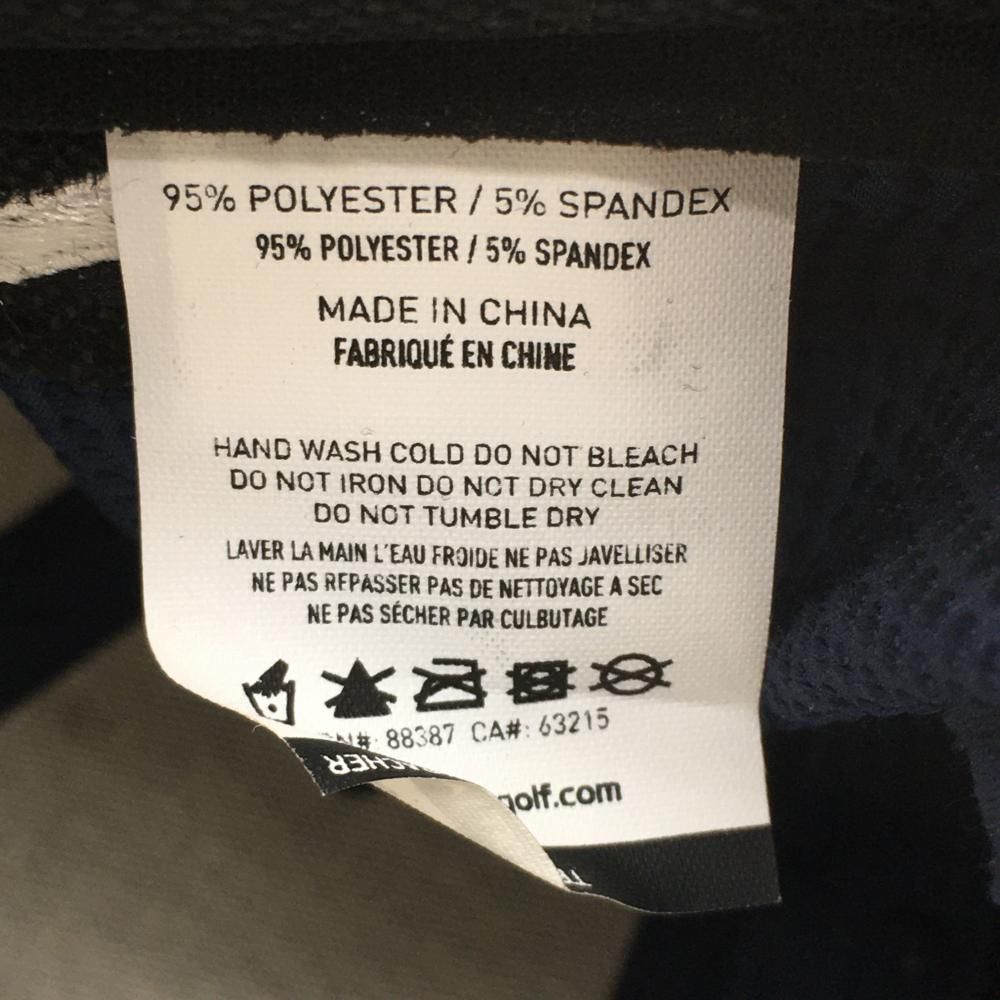 95% POLYESTER / 5% SPANDEX
95% POLYESTER / 5% SPANDEX
MADE IN CHINA
FABRIQUÉ EN CHINE
HAND WASH COLD DO NOT BLEACH
DO NOT IRON DO NOT DRY CLEAN
DO NOT TUMBLE DRY
LAVER LA MAIN L'EAU FROIDE NE PAS JAVELLISER
NE PAS REPASSER PAS DE NETTOYAGE A SEC
NE PAS SÉCHER PAR CULBUTAGE
88387 CA#: 63215
golf.com